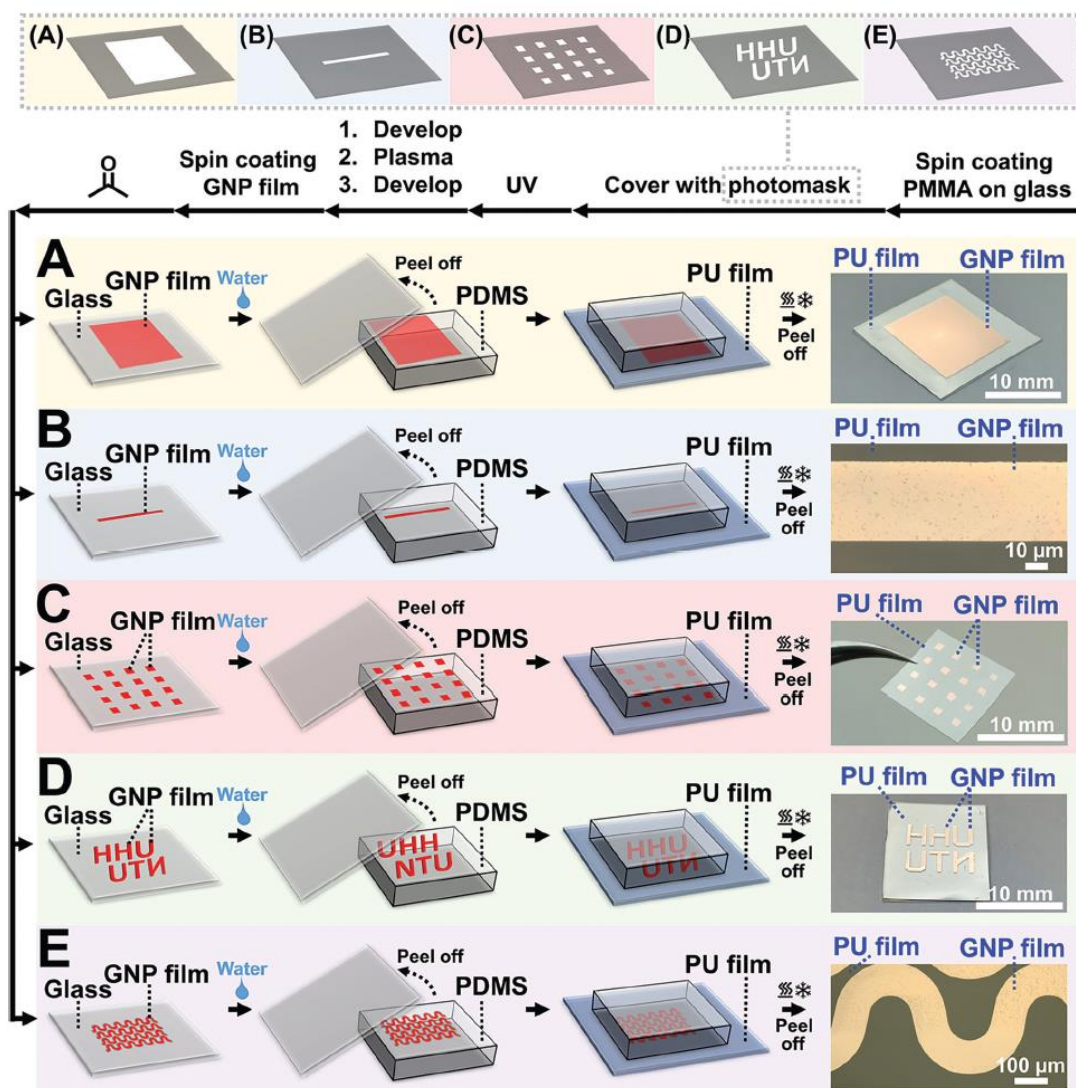 (A) (B) (C) (D) (E)
HHU
UTИ
1. Develop
2. Plasma
3. Develop
O
Spin coating
GNP film
UV
Cover with photomask
Spin coating
PMMA on glass
A
Glass
GNP film
Water
Peel off
PDMS
PU film
Peel
off
PU film
GNP film
10 mm
B
Glass
GNP film
Water
Peel off
PDMS
PU film
Peel
off
PU film
GNP film
10 µm
C
Glass
GNP film
Water
Peel off
PDMS
PU film
Peel
off
PU film
GNP film
10 mm
D
Glass
GNP film
HHU
UTИ
Water
Peel off
UHH
NTU
PDMS
PU film
HHU
UTИ
Peel
off
PU film
GNP film
HHU
UTИ
10 mm
E
Glass
GNP film
Water
Peel off
PDMS
PU film
Peel
off
PU film
GNP film
100 µm